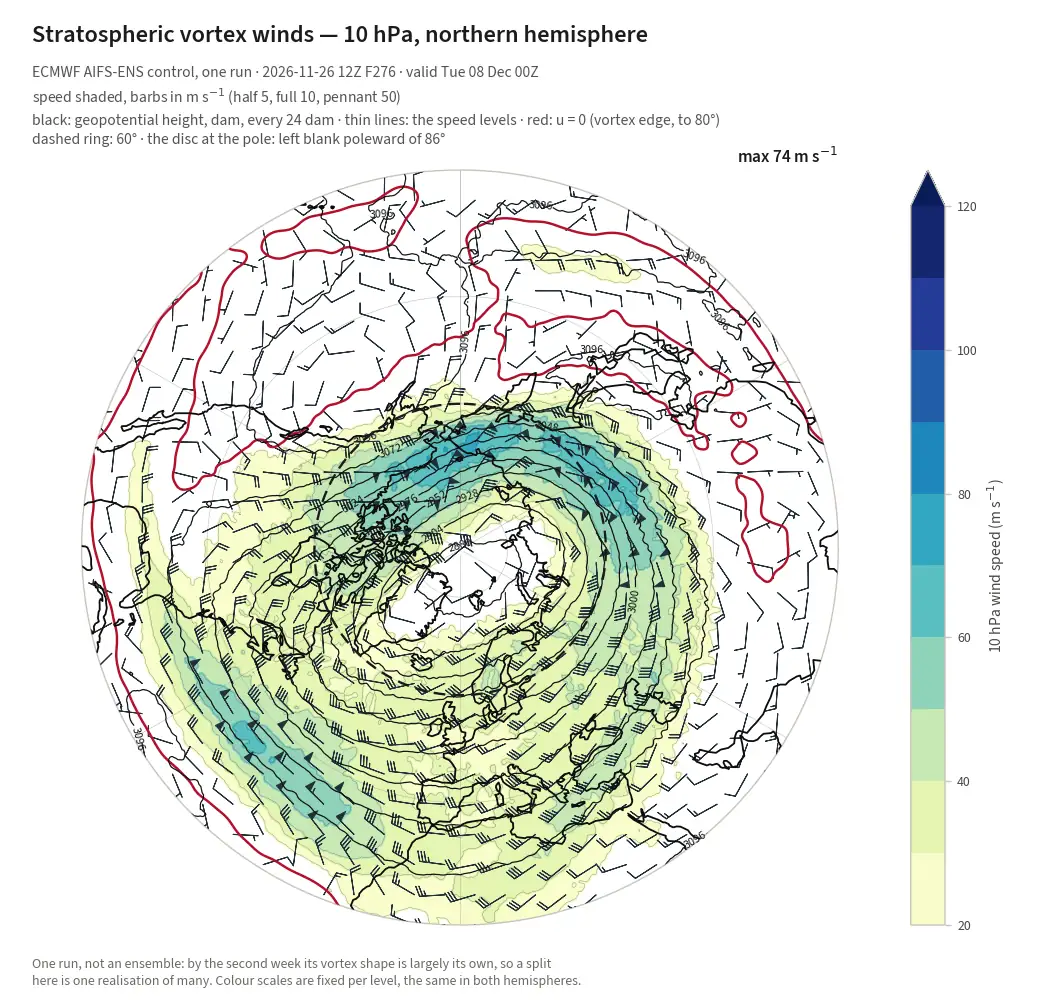 Stratospheric vortex winds — 10 hPa, northern hemisphere
ECMWF AIFS-ENS control, one run · 2026-11-26 12Z F276 · valid Tue 08 Dec 00Z
speed shaded, barbs in m s⁻¹ (half 5, full 10, pennant 50)
black: geopotential height, dam, every 24 dam · thin lines: the speed levels · red: u = 0 (vortex edge, to 80°)
dashed ring: 60° · the disc at the pole: left blank poleward of 86°
max 74 m s⁻¹
3096
3096
3096
3096
3096
3096
3072
2928
3000
3096
3096
120
100
80
60
40
20
10 hPa wind speed (m s⁻¹)
One run, not an ensemble: by the second week its vortex shape is largely its own, so a split
here is one realisation of many. Colour scales are fixed per level, the same in both hemispheres.